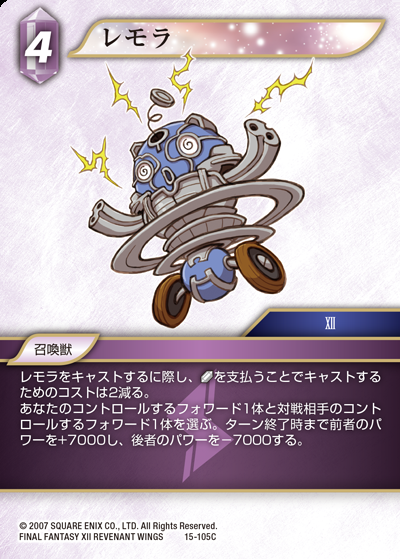 4
レモラ
XII
召喚獣
レモラをキャストするに際し、を支払うことでキャストする
ためのコストは2減る。
あなたのコントロールするフォワード1体と対戦相手のコント
ロールするフォワード1体を選ぶ。ターン終了時まで前者のパ
ワーを+7000し、後者のパワーを－7000する。
© 2007 SQUARE ENIX CO., LTD. All Rights Reserved.
FINAL FANTASY XII REVENANT WINGS 15-105C